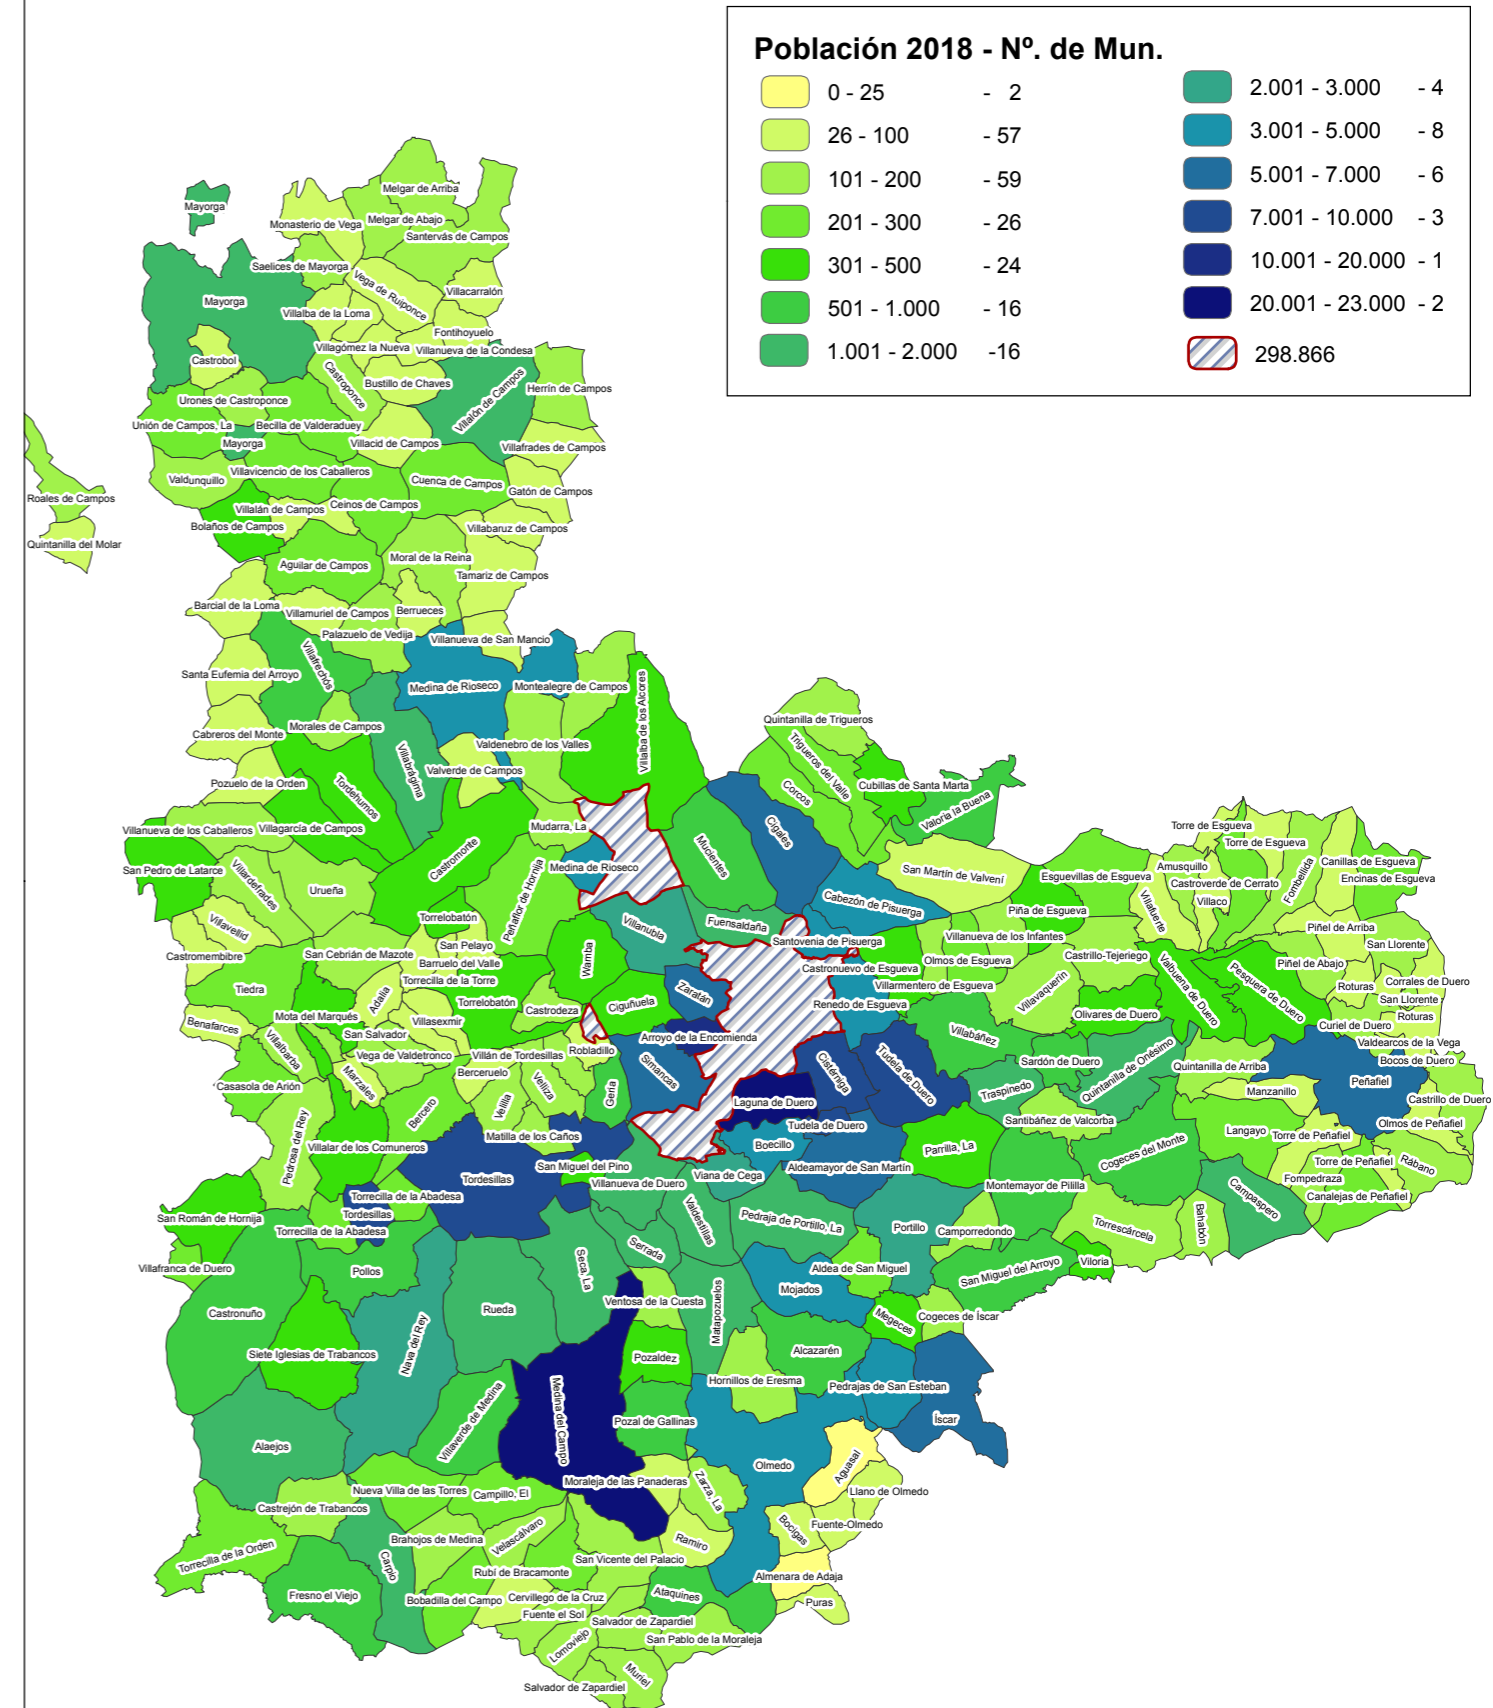 Población 2018 - Nº. de Mun.
0 - 25 - 2
26 - 100 - 57
101 - 200 - 59
201 - 300 - 26
301 - 500 - 24
501 - 1.000 - 16
1.001 - 2.000 -16
2.001 - 3.000 - 4
3.001 - 5.000 - 8
5.001 - 7.000 - 6
7.001 - 10.000 - 3
10.001 - 20.000 - 1
20.001 - 23.000 - 2
298.866
Melgar de Arriba
Mayorga
Monasterio de Vega
Melgar de Abajo
Santervás de Campos
Saelices de Mayorga
Vega de Ruiponce
Villacarralón
Mayorga
Villalba de la Loma
Fontihoyuelo
Villagómez la Nueva
Villanueva de la Condesa
Castrobol
Castroponce
Bustillo de Chaves
Villalón de Campos
Herrín de Campos
Urones de Castroponce
Unión de Campos, La
Becilla de Valderaduey
Mayorga
Villacid de Campos
Villafrades de Campos
Valdunquillo
Villavicencio de los Caballeros
Cuenca de Campos
Gatón de Campos
Roales de Campos
Villalán de Campos
Ceinos de Campos
Bolaños de Campos
Villabaruz de Campos
Quintanilla del Molar
Aguilar de Campos
Moral de la Reina
Tamariz de Campos
Barcial de la Loma
Villamuriel de Campos
Berrueces
Palazuelo de Vedija
Villanueva de San Mancio
Santa Eufemia del Arroyo
Villafrechós
Medina de Rioseco
Montealegre de Campos
Villalba de los Alcores
Cabreros del Monte
Morales de Campos
Valdenebro de los Valles
Quintanilla de Trigueros
Pozuelo de la Orden
Tordehumos
Villabrágima
Valverde de Campos
Trigueros del Valle
Corcos
Cubillas de Santa Marta
Valoria la Buena
Villanueva de los Caballeros
Villagarcía de Campos
Mudarra, La
Mucientes
Cigales
Torre de Esgueva
Torre de Esgueva
San Pedro de Latarce
Villardefrades
Urueña
Castromonte
Peñaflor de Hornija
Medina de Rioseco
San Martín de Valvení
Esguevillas de Esgueva
Amusquillo
Castroverde de Cerrato
Villaco
Fombellida
Canillas de Esgueva
Encinas de Esgueva
Villavellid
Torrelobatón
Villanubla
Fuensaldaña
Cabezón de Pisuerga
Piña de Esgueva
Villafuerte
Piñel de Arriba
Castromembibre
San Cebrián de Mazote
San Pelayo
Barruelo del Valle
Torrecilla de la Torre
Wamba
Santovenia de Pisuerga
Villanueva de los Infantes
San Llorente
Tiedra
Adalia
Torrelobatón
Castrodeza
Ciguñuela
Zaratán
Castronuevo de Esgueva
Olmos de Esgueva
Castrillo-Tejeriego
Valbuena de Duero
Pesquera de Duero
Piñel de Abajo
Corrales de Duero
Villarmentero de Esgueva
Villavaquerín
Roturas
San Llorente
Roturas
Benafarces
Mota del Marqués
Villasexmir
Renedo de Esgueva
Olivares de Duero
Curiel de Duero
Villalbarba
San Salvador
Vega de Valdetronco
Villán de Tordesillas
Robladillo
Arroyo de la Encomienda
Villabáñez
Valdearcos de la Vega
Bocos de Duero
Casasola de Arión
Marzales
Berceruelo
Velliza
Geria
Simancas
Cistérniga
Tudela de Duero
Sardón de Duero
Quintanilla de Onésimo
Quintanilla de Arriba
Peñafiel
Pedrosa del Rey
Bercero
Velilla
Laguna de Duero
Traspinedo
Manzanillo
Castrillo de Duero
Matilla de los Caños
Tudela de Duero
Santibáñez de Valcorba
Langayo
Torre de Peñafiel
Olmos de Peñafiel
Villalar de los Comuneros
San Miguel del Pino
Boecillo
Aldeamayor de San Martín
Parrilla, La
Cogeces del Monte
Torre de Peñafiel
Rábano
Tordesillas
Villanueva de Duero
Viana de Cega
Montemayor de Pililla
Campaspero
Fompedraza
Canalejas de Peñafiel
Torrecilla de la Abadesa
Tordesillas
Torrecilla de la Abadesa
San Román de Hornija
Valdestillas
Pedraja de Portillo, La
Portillo
Camporredondo
Torrescárcela
Bahabón
Villafranca de Duero
Pollos
Seca, La
Serrada
Aldea de San Miguel
San Miguel del Arroyo
Viloria
Castronuño
Rueda
Ventosa de la Cuesta
Matapozuelos
Mojados
Megeces
Cogeces de Íscar
Siete Iglesias de Trabancos
Nava del Rey
Pozaldez
Alcazarén
Hornillos de Eresma
Pedrajas de San Esteban
Alaejos
Villaverde de Medina
Medina del Campo
Pozal de Gallinas
Íscar
Olmedo
Aguasal
Nueva Villa de las Torres
Campillo, El
Moraleja de las Panaderas
Zarza, La
Llano de Olmedo
Castrejón de Trabancos
Brahojos de Medina
Velascálvaro
Ramiro
Bocigas
Fuente-Olmedo
Torrecilla de la Orden
Carpio
Rubí de Bracamonte
San Vicente del Palacio
Almenara de Adaja
Fresno el Viejo
Bobadilla del Campo
Cervillego de la Cruz
Ataquines
Puras
Fuente el Sol
Salvador de Zapardiel
Lomoviejo
San Pablo de la Moraleja
Muriel
Salvador de Zapardiel